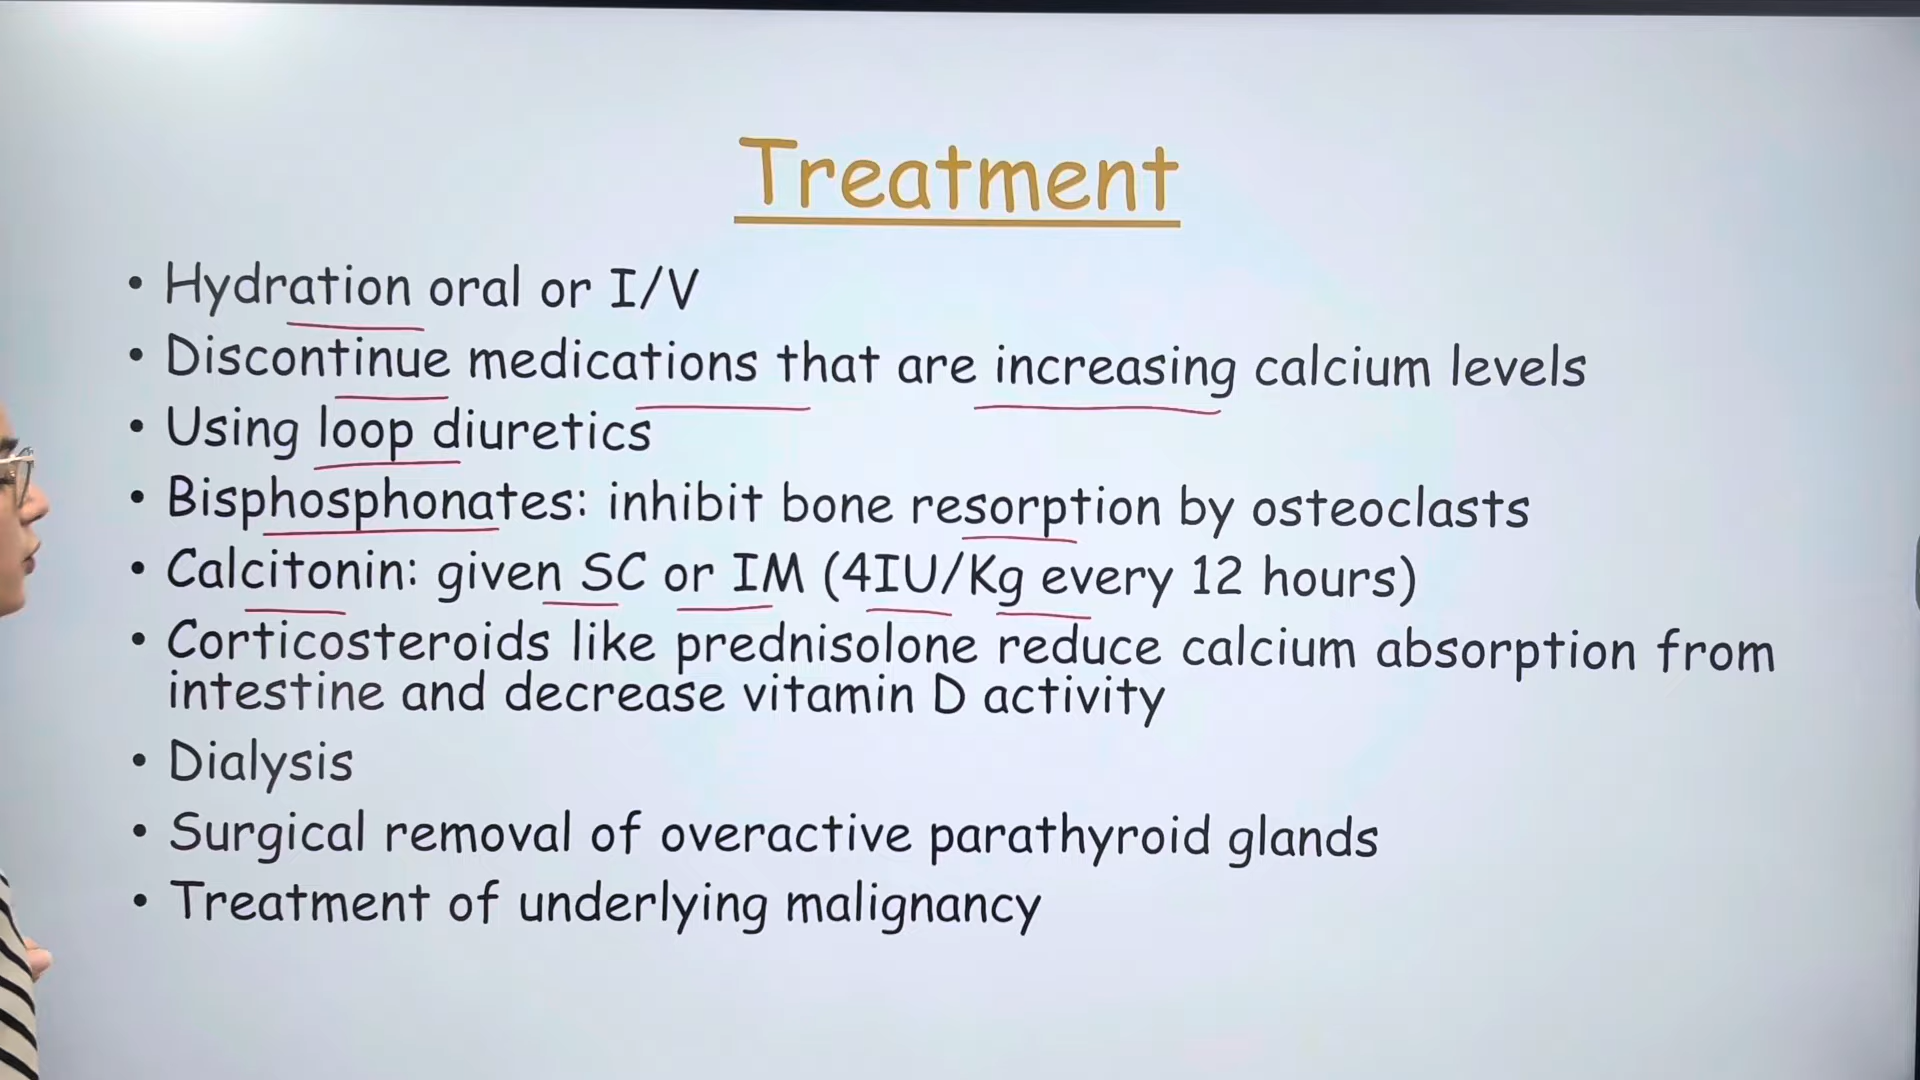 Treatment
• Hydration oral or I/V
• Discontinue medications that are increasing calcium levels
• Using loop diuretics
• Bisphosphonates: inhibit bone resorption by osteoclasts
• Calcitonin: given SC or IM (4IU/Kg every 12 hours)
• Corticosteroids like prednisolone reduce calcium absorption from
intestine and decrease vitamin D activity
• Dialysis
• Surgical removal of overactive parathyroid glands
• Treatment of underlying malignancy